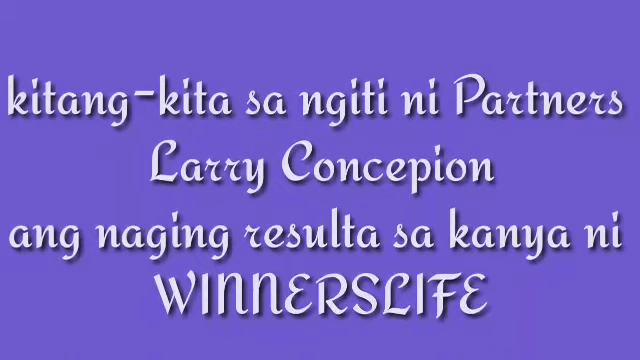 kitang-kita sa ngiti ni Partners
Larry Concepion
ang naging resulta sa kanya ni
WINNERSLIFE